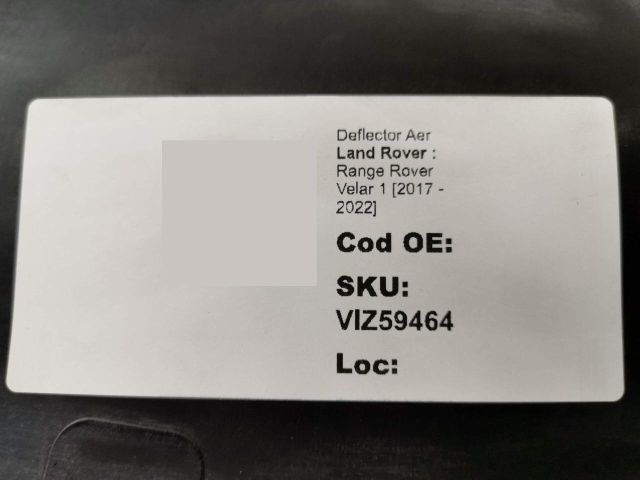 Deflector Aer
Land Rover :
Range Rover
Velar 1 [2017 -
2022]
Cod OE:
SKU:
VIZ59464
Loc: